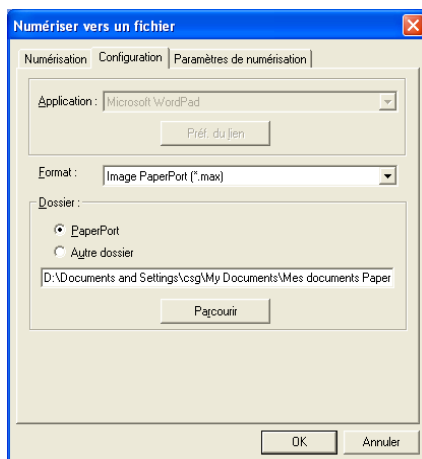 Numériser vers un fichier
Numérisation Configuration Paramètres de numérisation
Application : Microsoft WordPad
Préf. du lien
Format : Image PaperPort (*.max)
Dossier :
PaperPort
Autre dossier
D:\Documents and Settings\csg\My Documents\Mes documents Paper
Parcourir
OK Annuler